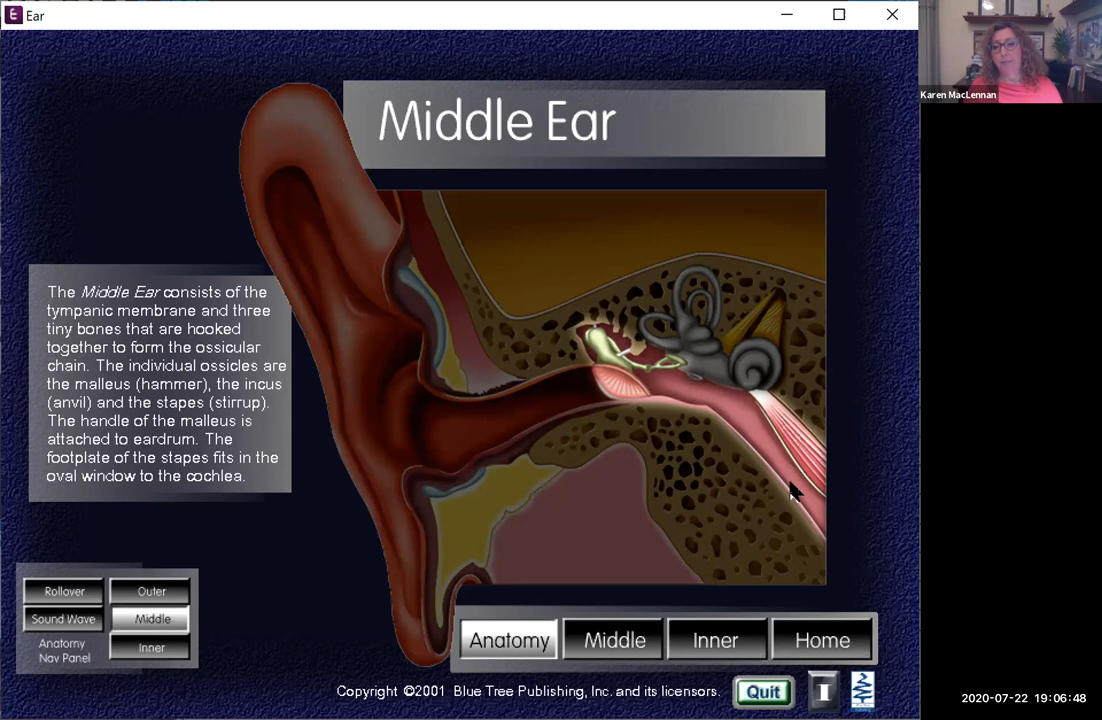 Ear
Karen MacLennan
Middle Ear
The Middle Ear consists of the
tympanic membrane and three
tiny bones that are hooked
together to form the ossicular
chain. The individual ossicles are
the malleus (hammer), the incus
(anvil) and the stapes (stirrup).
The handle of the malleus is
attached to eardrum. The
footplate of the stapes fits in the
oval window to the cochlea.
Rollover
Outer
Sound Wave
Middle
Anatomy
Nav Panel
Inner
Anatomy
Middle
Inner
Home
Copyright ©2001 Blue Tree Publishing, Inc. and its licensors.
Quit
I
2020-07-22 19:06:48